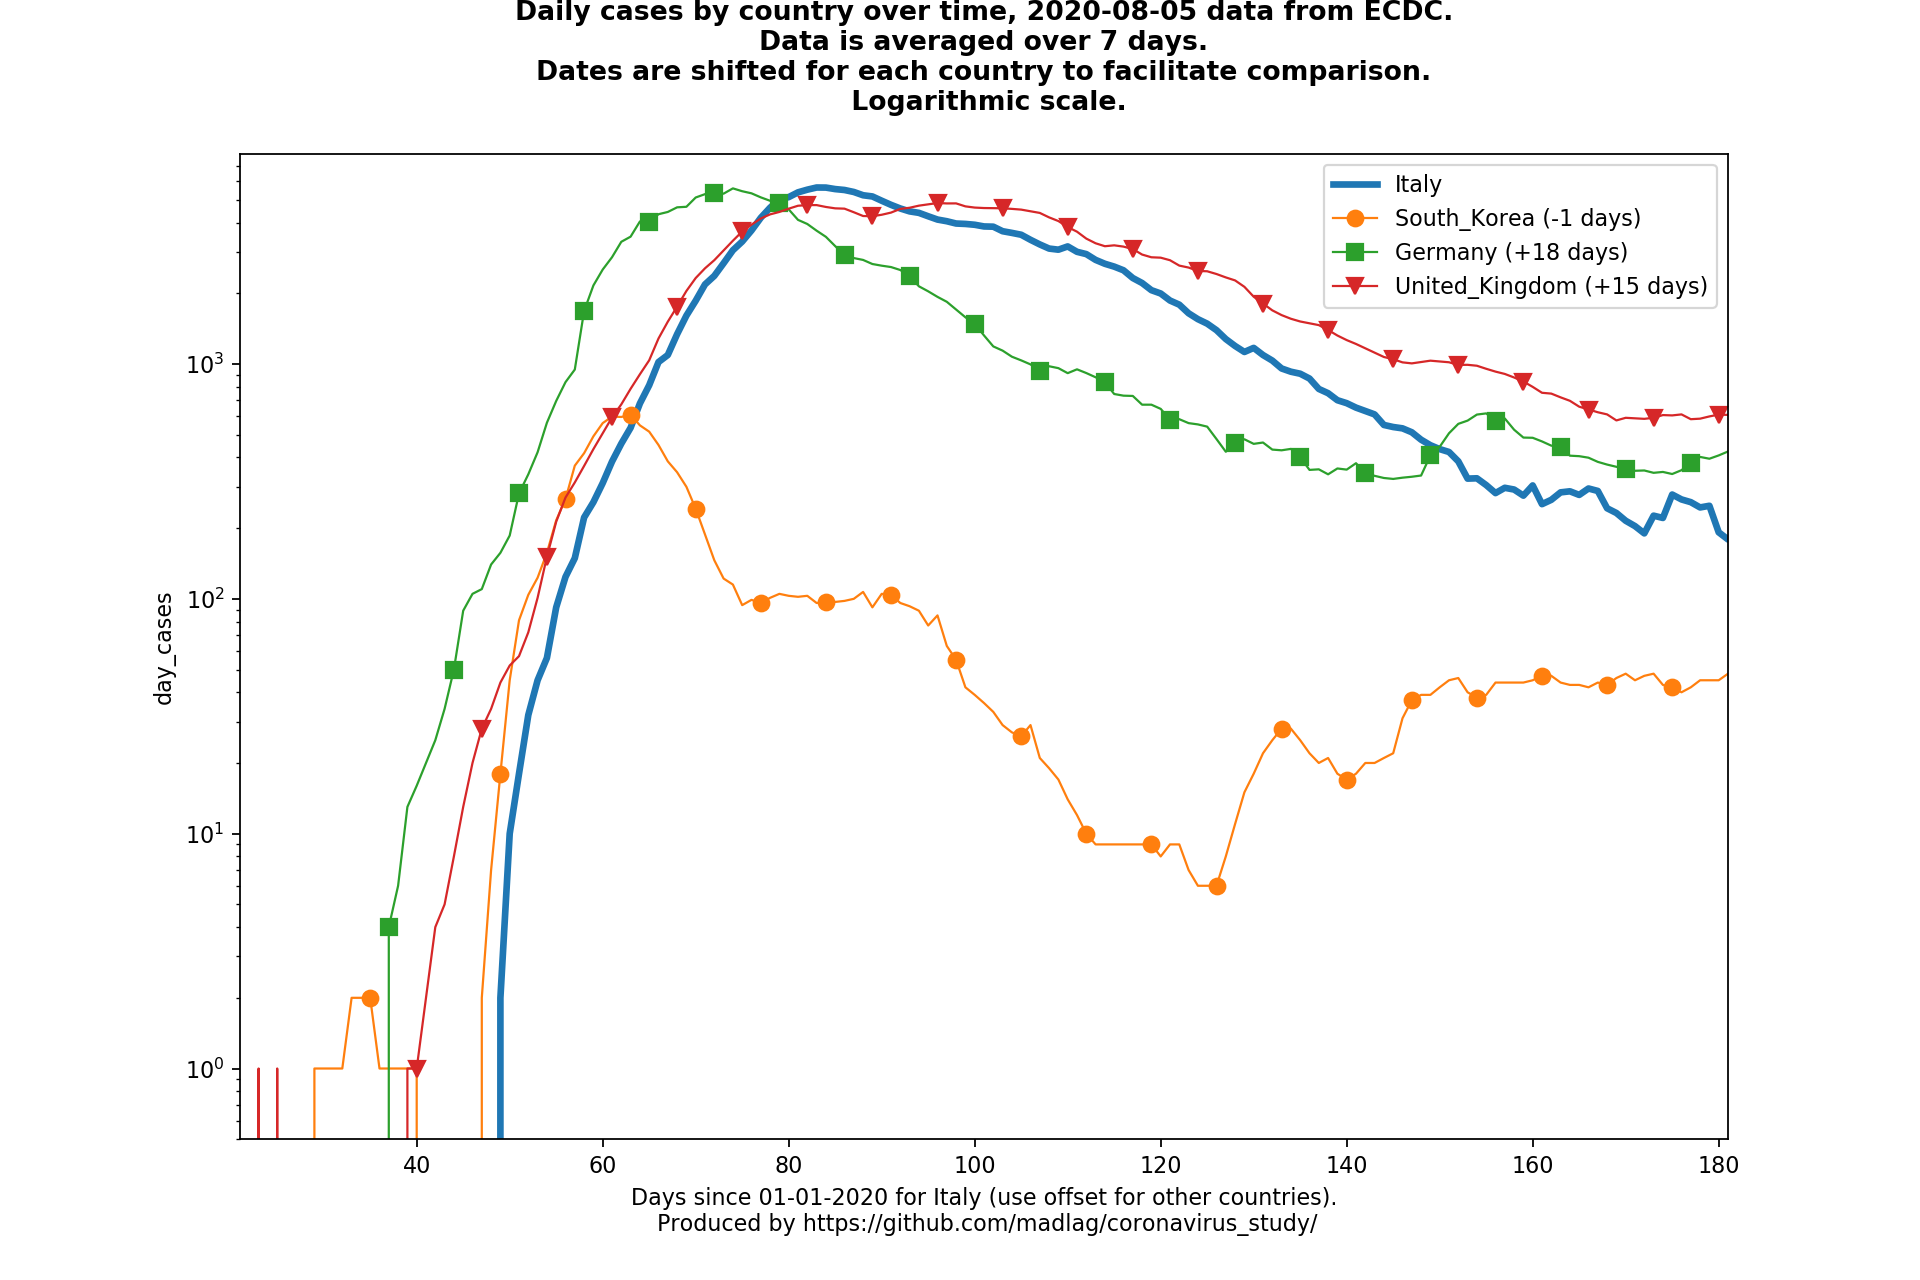 Daily cases by country over time, 2020-08-05 data from ECDC.
Data is averaged over 7 days.
Dates are shifted for each country to facilitate comparison.
Logarithmic scale.
Italy
South_Korea (-1 days)
Germany (+18 days)
United_Kingdom (+15 days)
10³
10²
10¹
10⁰
day_cases
40 60 80 100 120 140 160 180
Days since 01-01-2020 for Italy (use offset for other countries).
Produced by https://github.com/madlag/coronavirus_study/